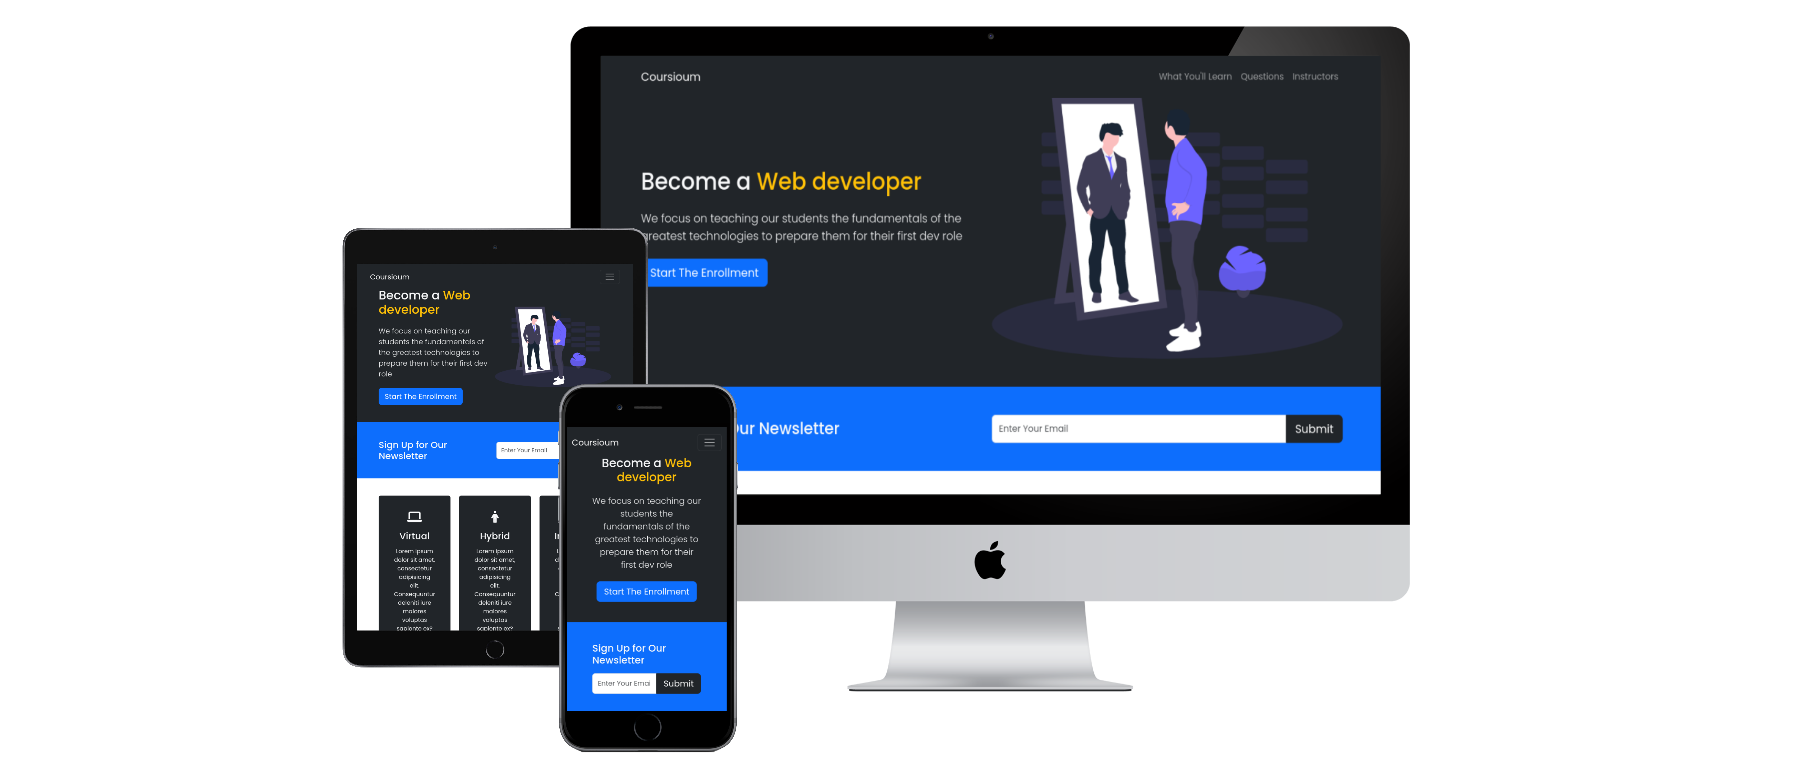 Coursioum
What You'll Learn Questions Instructors
Become a Web developer
We focus on teaching our students the fundamentals of the
greatest technologies to prepare them for their first dev role
Start The Enrollment
Our Newsletter
Enter Your Email Submit
Coursioum
Become a Web
developer
We focus on teaching our
students the fundamentals of
the greatest technologies to
prepare them for their first dev
role
Start The Enrollment
Sign Up for Our
Newsletter
Enter Your Email
Virtual
Lorem ipsum
dolor sit amet,
consectetur
adipisicing
elit.
Consequuntur
deleniti iure
maiores
voluptas
sapiente ex?
Hybrid
Lorem ipsum
dolor sit amet,
consectetur
adipisicing
elit.
Consequuntur
deleniti iure
maiores
voluptas
sapiente ex?
Coursioum
Become a Web
developer
We focus on teaching our
students the
fundamentals of the
greatest technologies to
prepare them for their
first dev role
Start The Enrollment
Sign Up for Our
Newsletter
Enter Your Emai Submit